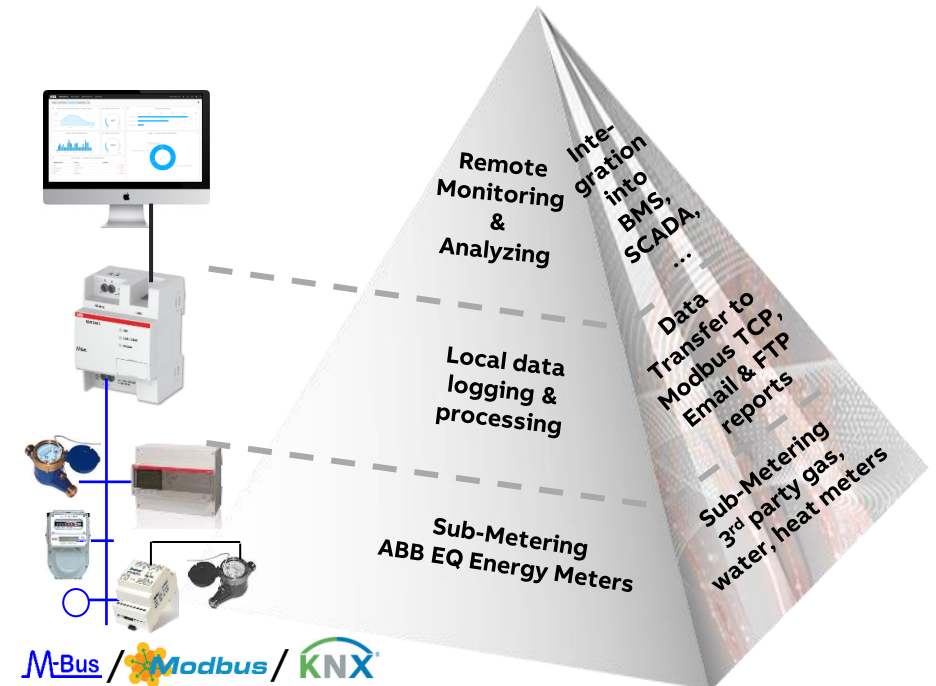 Remote
Monitoring
&
Analyzing
Inte-
gration
into
BMS,
SCADA,
...
Local data
logging &
processing
Data
Transfer to
Modbus TCP,
Email & FTP
reports
Sub-Metering
ABB EQ Energy Meters
Sub-Metering
3rd party gas,
water, heat meters
ABB
M-Bus / Modbus / KNX